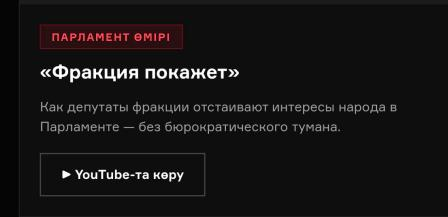 ПАРЛАМЕНТ ӨМІРІ
«Фракция покажет»
Как депутаты фракции отстаивают интересы народа в
Парламенте — без бюрократического тумана.
▶ YouTube-та көру